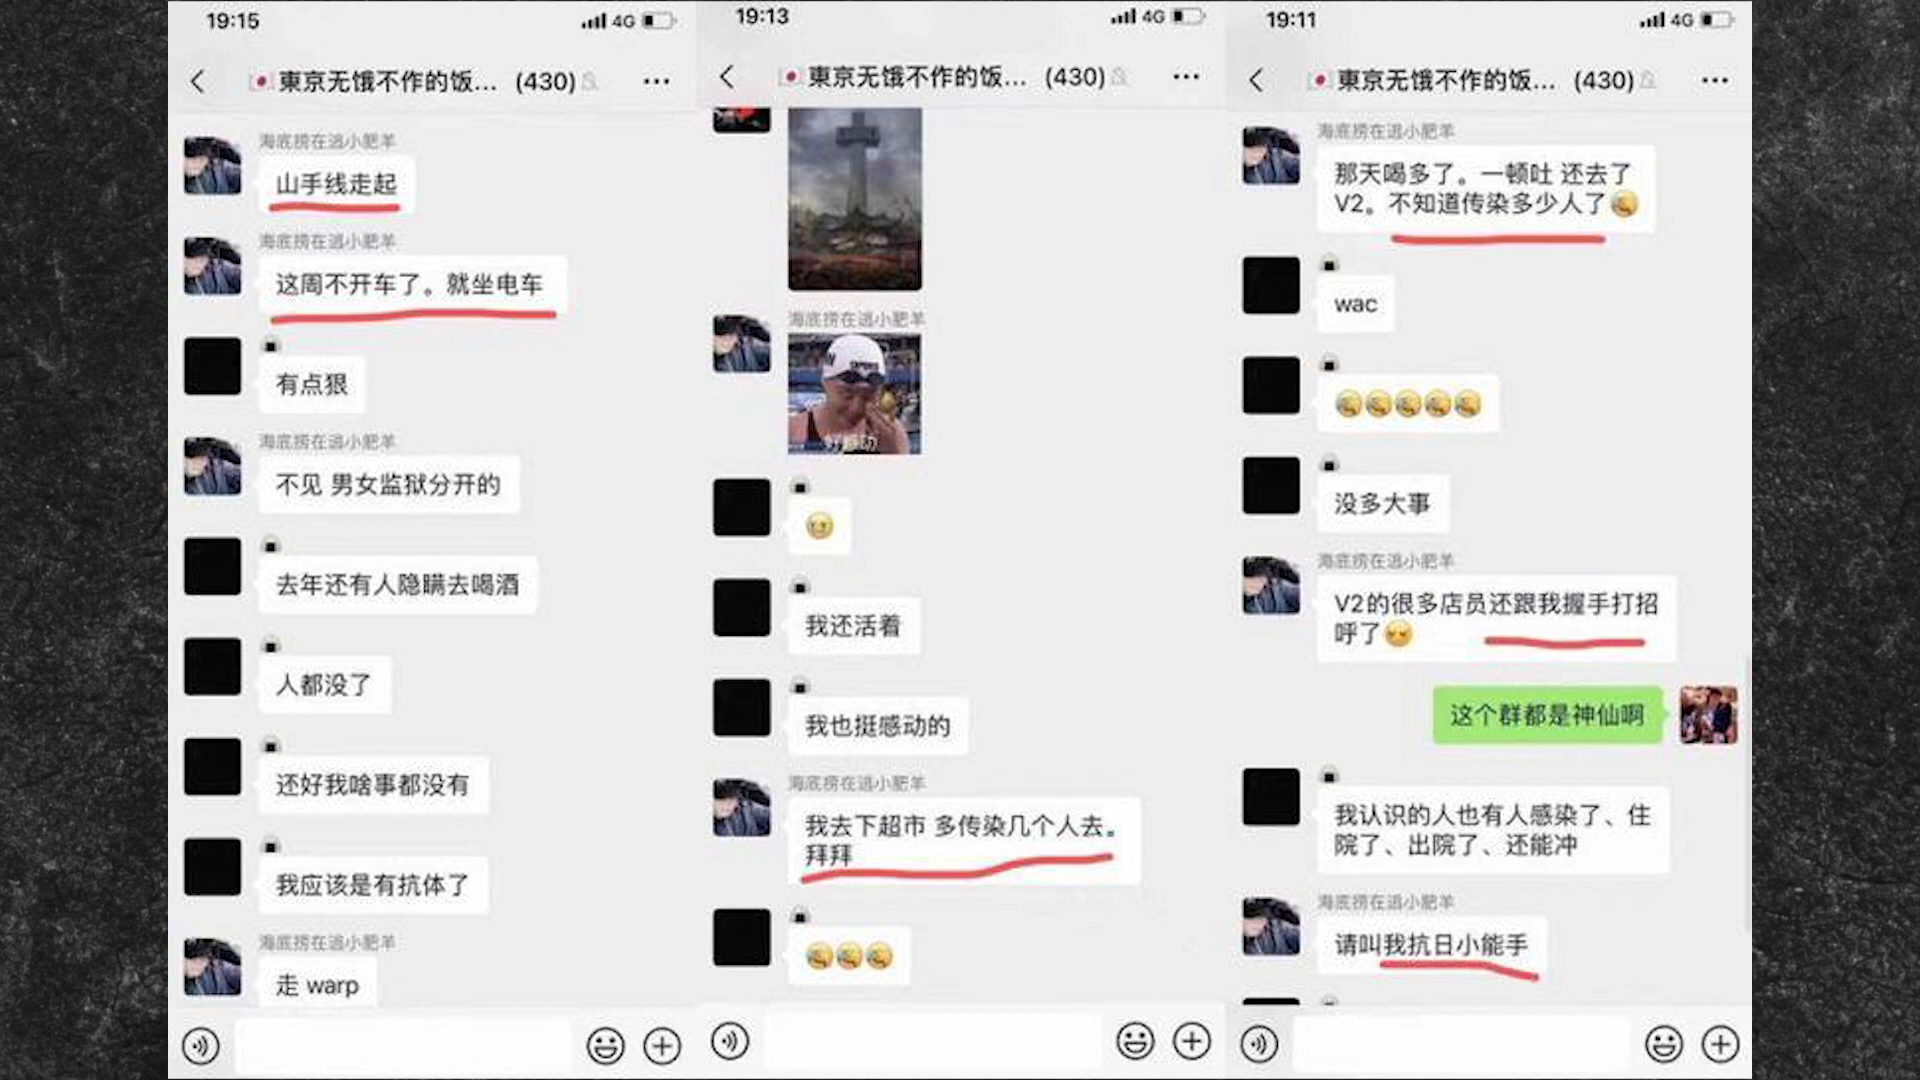 19:15
4G
東京无饿不作的饭... (430)
海底捞在逃小肥羊
山手线走起
海底捞在逃小肥羊
这周不开车了。就坐电车
有点狠
海底捞在逃小肥羊
不见 男女监狱分开的
去年还有人隐瞒去喝酒
人都没了
还好我啥事都没有
我应该是有抗体了
海底捞在逃小肥羊
走 warp
19:13
4G
東京无饿不作的饭... (430)
海底捞在逃小肥羊
好感动
我还活着
我也挺感动的
海底捞在逃小肥羊
我去下超市 多传染几个人去。
拜拜
19:11
4G
東京无饿不作的饭... (430)
海底捞在逃小肥羊
那天喝多了。一顿吐 还去了
V2。不知道传染多少人了
wac
没多大事
海底捞在逃小肥羊
V2的很多店员还跟我握手打招
呼了
这个群都是神仙啊
我认识的人也有人感染了、住
院了、出院了、还能冲
海底捞在逃小肥羊
请叫我抗日小能手